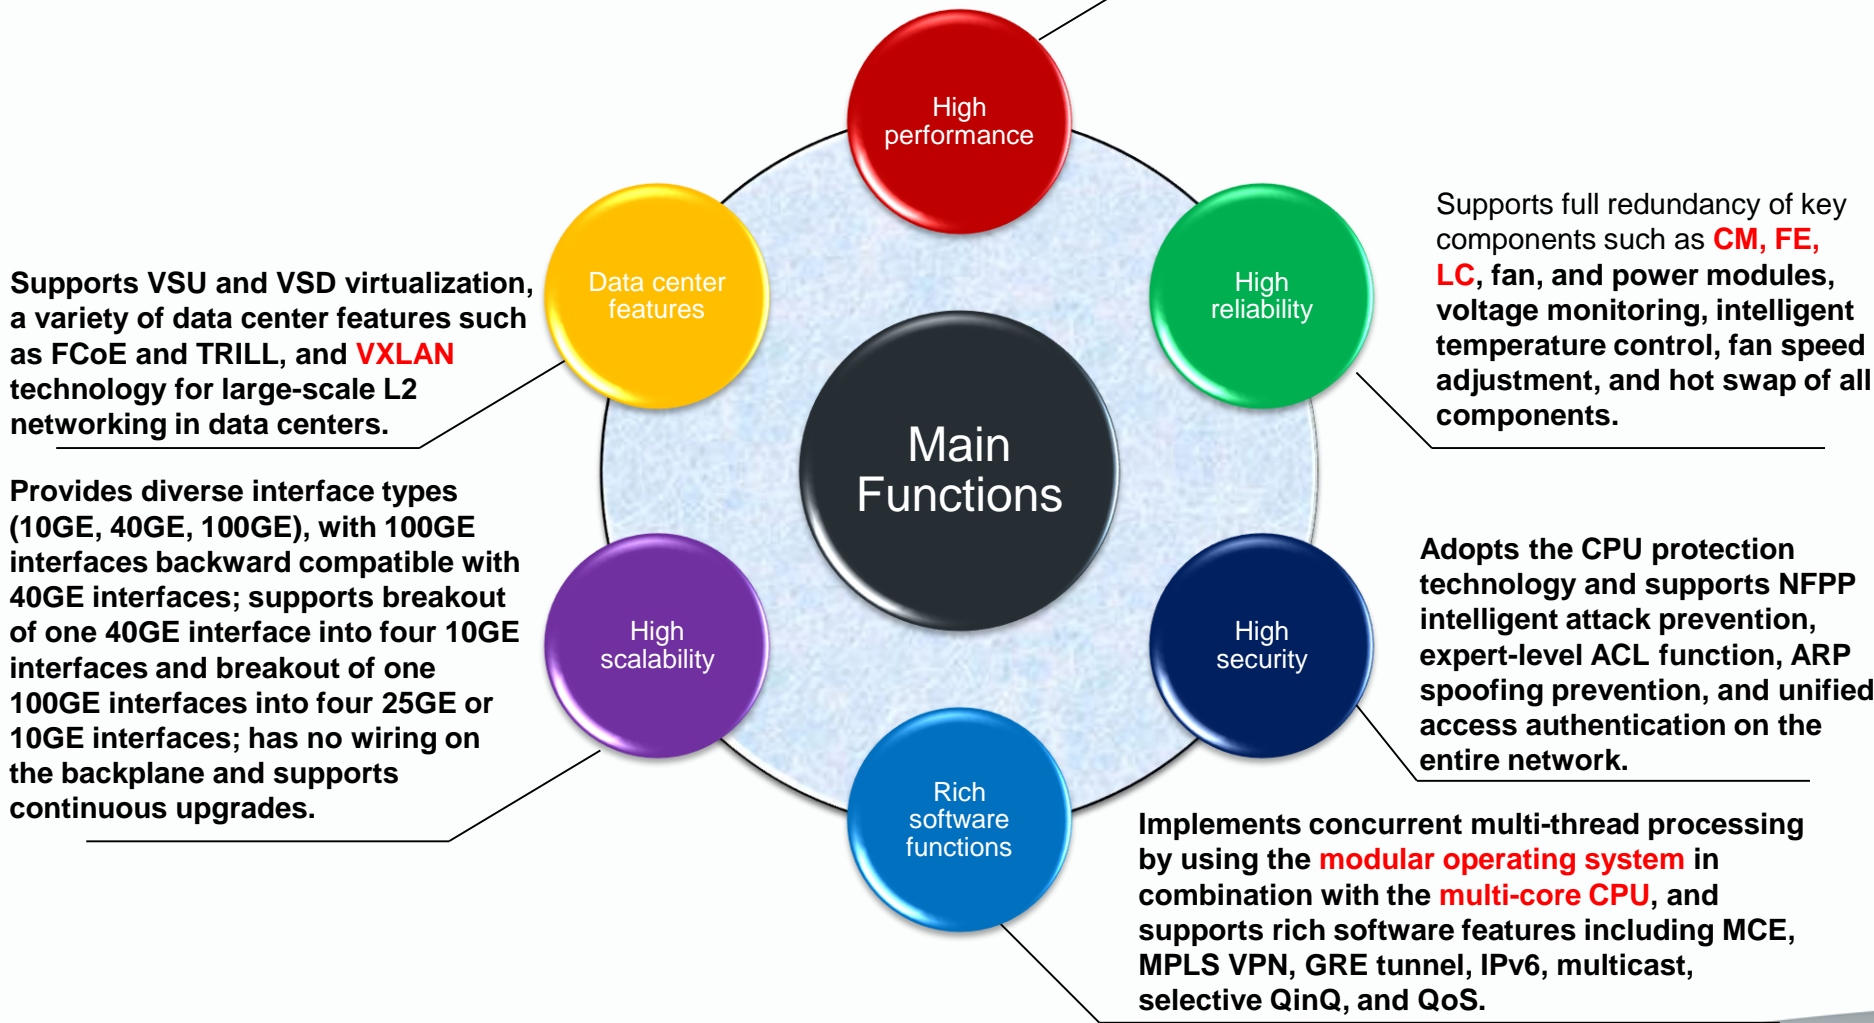 High
performance
Data center
features
High
reliability
Main
Functions
High
scalability
High
security
Rich
software
functions
Supports VSU and VSD virtualization,
a variety of data center features such
as FCoE and TRILL, and VXLAN
technology for large-scale L2
networking in data centers.
Provides diverse interface types
(10GE, 40GE, 100GE), with 100GE
interfaces backward compatible with
40GE interfaces; supports breakout
of one 40GE interface into four 10GE
interfaces and breakout of one
100GE interfaces into four 25GE or
10GE interfaces; has no wiring on
the backplane and supports
continuous upgrades.
Supports full redundancy of key
components such as CM, FE,
LC, fan, and power modules,
voltage monitoring, intelligent
temperature control, fan speed
adjustment, and hot swap of all
components.
Adopts the CPU protection
technology and supports NFPP
intelligent attack prevention,
expert-level ACL function, ARP
spoofing prevention, and unified
access authentication on the
entire network.
Implements concurrent multi-thread processing
by using the modular operating system in
combination with the multi-core CPU, and
supports rich software features including MCE,
MPLS VPN, GRE tunnel, IPv6, multicast,
selective QinQ, and QoS.